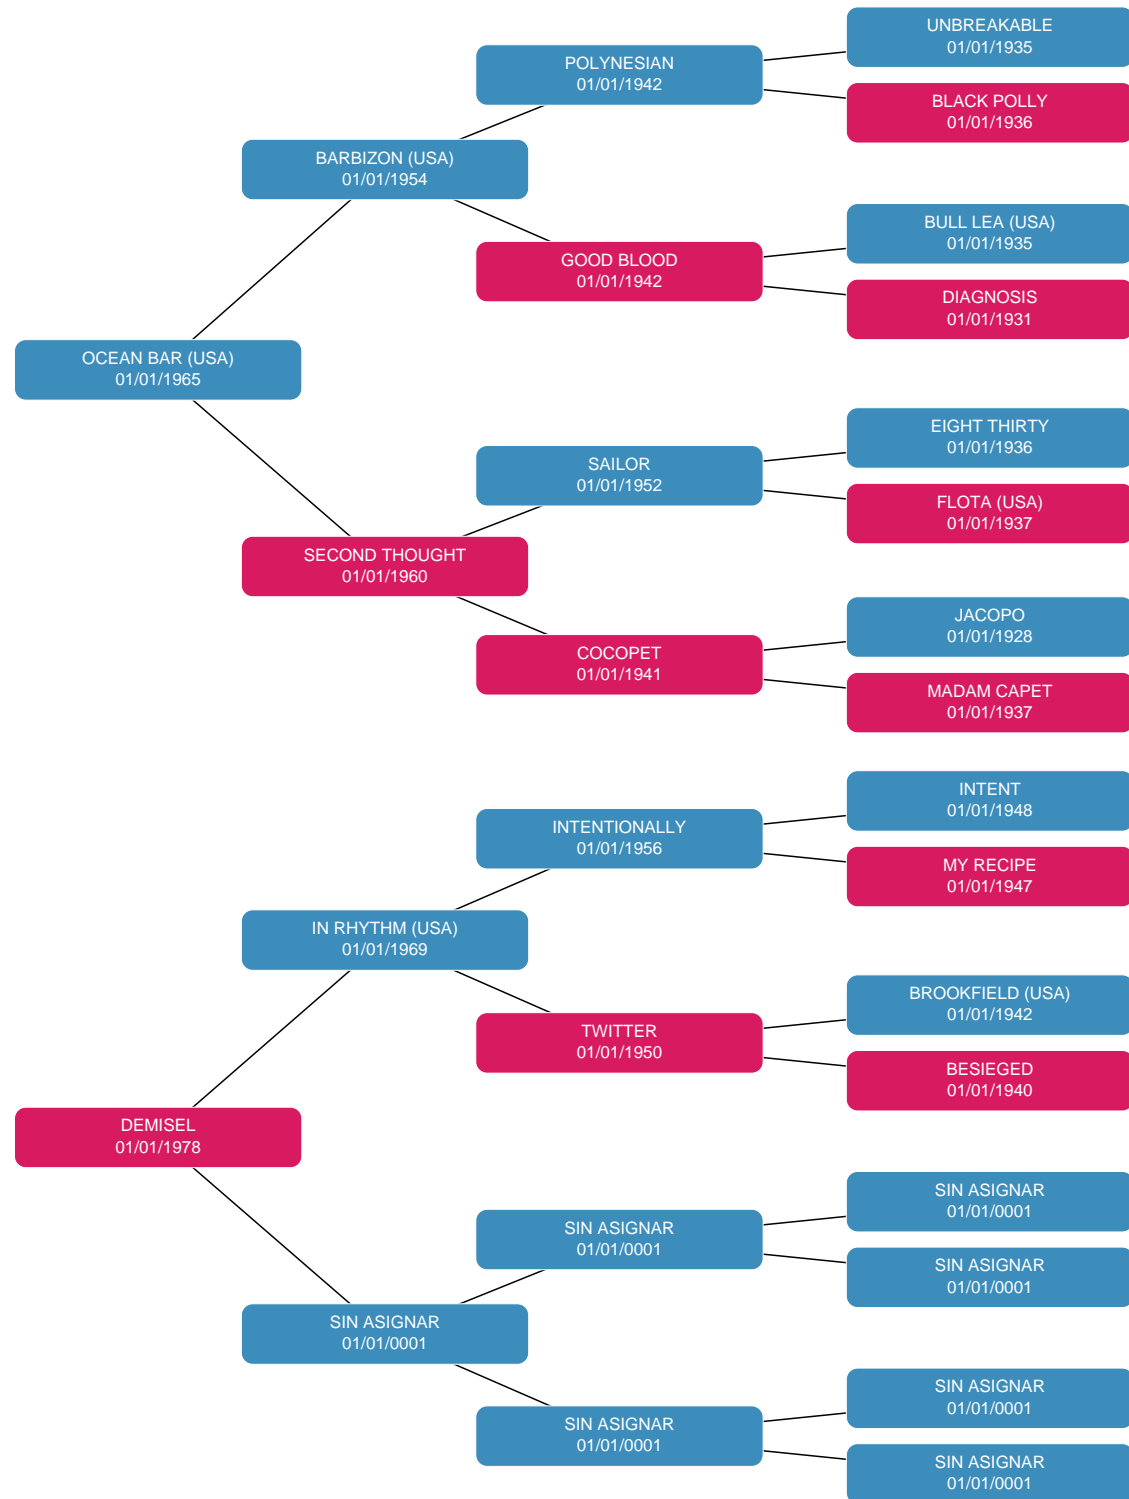 UNBREAKABLE
01/01/1935
POLYNESIAN
01/01/1942
BLACK POLLY
01/01/1936
BARBIZON (USA)
01/01/1954
BULL LEA (USA)
01/01/1935
GOOD BLOOD
01/01/1942
DIAGNOSIS
01/01/1931
OCEAN BAR (USA)
01/01/1965
EIGHT THIRTY
01/01/1936
SAILOR
01/01/1952
FLOTA (USA)
01/01/1937
SECOND THOUGHT
01/01/1960
JACOPO
01/01/1928
COCOPET
01/01/1941
MADAM CAPET
01/01/1937
INTENT
01/01/1948
INTENTIONALLY
01/01/1956
MY RECIPE
01/01/1947
IN RHYTHM (USA)
01/01/1969
BROOKFIELD (USA)
01/01/1942
TWITTER
01/01/1950
BESIEGED
01/01/1940
DEMISEL
01/01/1978
SIN ASIGNAR
01/01/0001
SIN ASIGNAR
01/01/0001
SIN ASIGNAR
01/01/0001
SIN ASIGNAR
01/01/0001
SIN ASIGNAR
01/01/0001
SIN ASIGNAR
01/01/0001
SIN ASIGNAR
01/01/0001